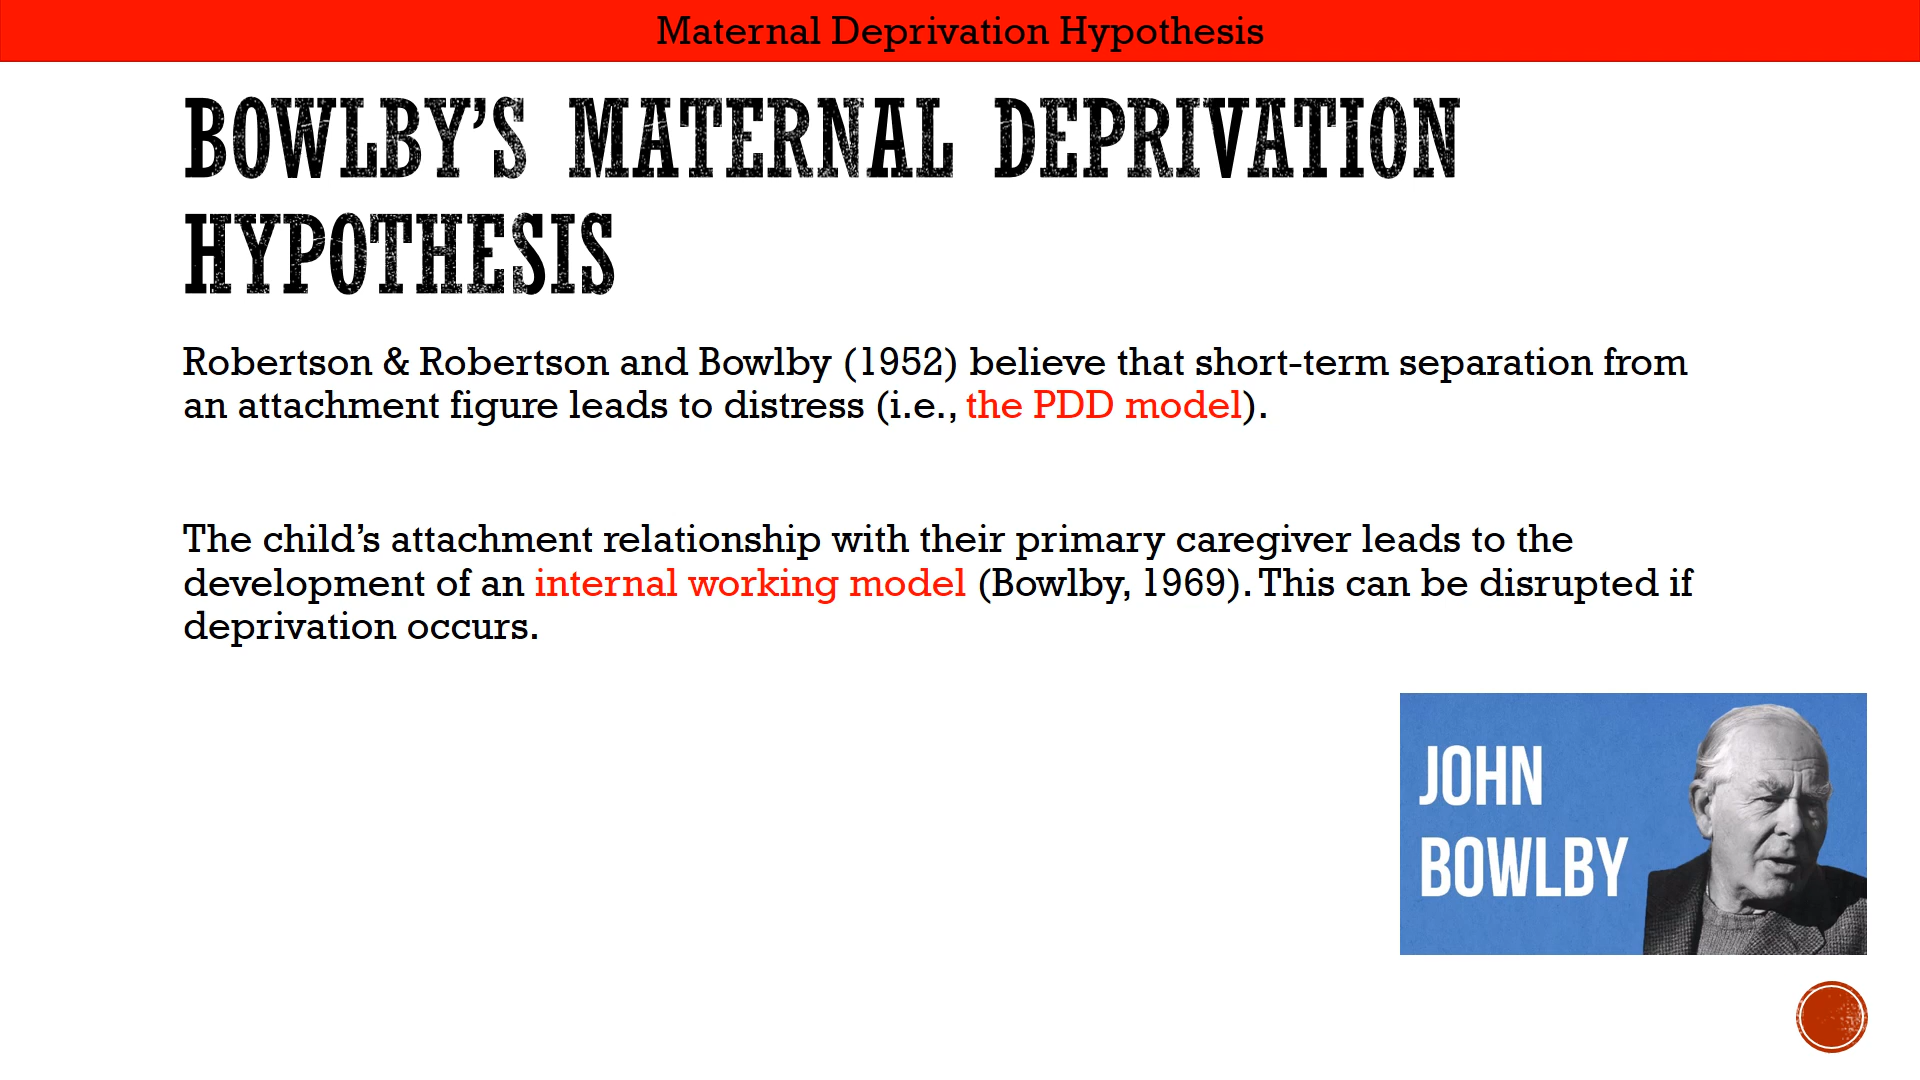 Maternal Deprivation Hypothesis
BOWLBY’S MATERNAL DEPRIVATION
HYPOTHESIS
Robertson & Robertson and Bowlby (1952) believe that short-term separation from
an attachment figure leads to distress (i.e., the PDD model).
The child’s attachment relationship with their primary caregiver leads to the
development of an internal working model (Bowlby, 1969). This can be disrupted if
deprivation occurs.
JOHN
BOWLBY